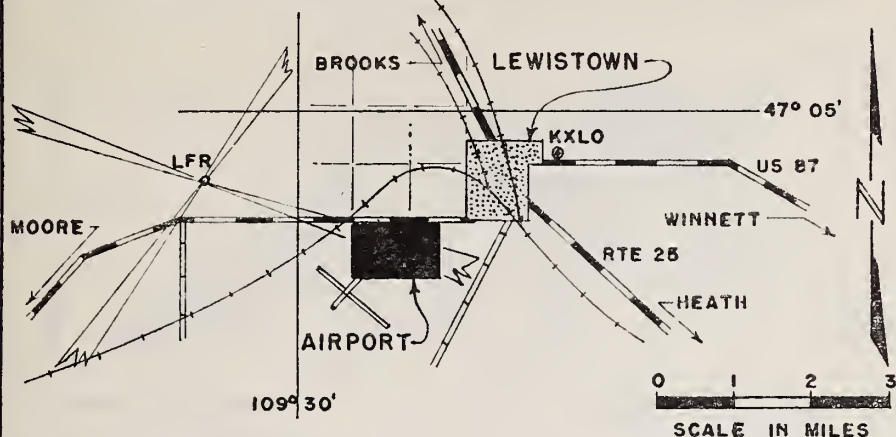 BROOKS
LEWISTOWN
47° 05'
KXLO
LFR
US 87
MOORE
WINNETT
N
RTE 25
HEATH
AIRPORT
109° 30'
0 1 2 3
SCALE IN MILES